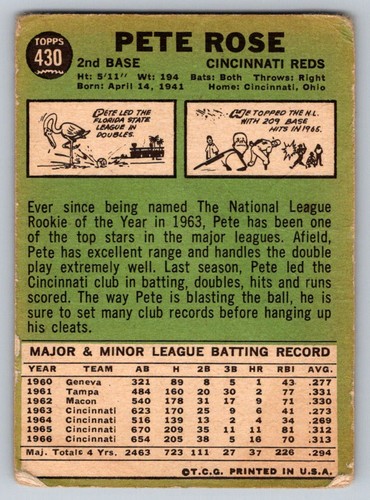 TOPPS
430
PETE ROSE
2nd BASE CINCINNATI REDS
Ht: 5'11" Wt: 194 Bats: Both Throws: Right
Born: April 14, 1941 Home: Cincinnati, Ohio
PETE LED THE
FLORIDA STATE
LEAGUE IN
DOUBLES.
HE TOPPED THE N.L.
WITH 209 BASE
HITS IN 1965.
Ever since being named The National League
Rookie of the Year in 1963, Pete has been one
of the top stars in the major leagues. Afield,
Pete has excellent range and handles the double
play extremely well. Last season, Pete led the
Cincinnati club in batting, doubles, hits and runs
scored. The way Pete is blasting the ball, he is
sure to set many club records before hanging up
his cleats.
MAJOR & MINOR LEAGUE BATTING RECORD
YEAR TEAM AB H 2B 3B HR RBI AVG.
1960 Geneva 321 89 8 5 1 43 .277
1961 Tampa 484 160 20 30 2 77 .331
1962 Macon 540 178 31 17 9 71 .330
1963 Cincinnati 623 170 25 9 6 41 .273
1964 Cincinnati 516 139 13 2 4 34 .269
1965 Cincinnati 670 209 35 11 11 81 .312
1966 Cincinnati 654 205 38 5 16 70 .313
Maj. Totals 4 Yrs. 2463 723 111 27 37 226 .294
©T.C.G. PRINTED IN U.S.A.